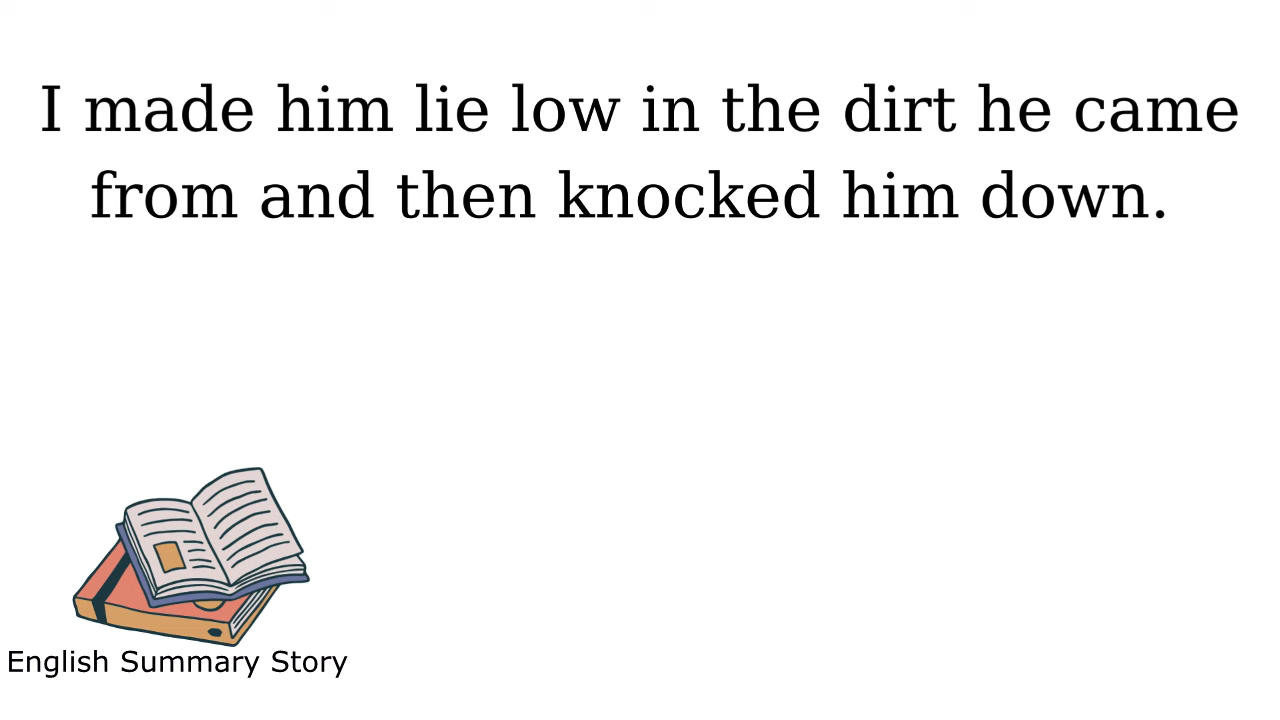 I made him lie low in the dirt he came
from and then knocked him down.
English Summary Story